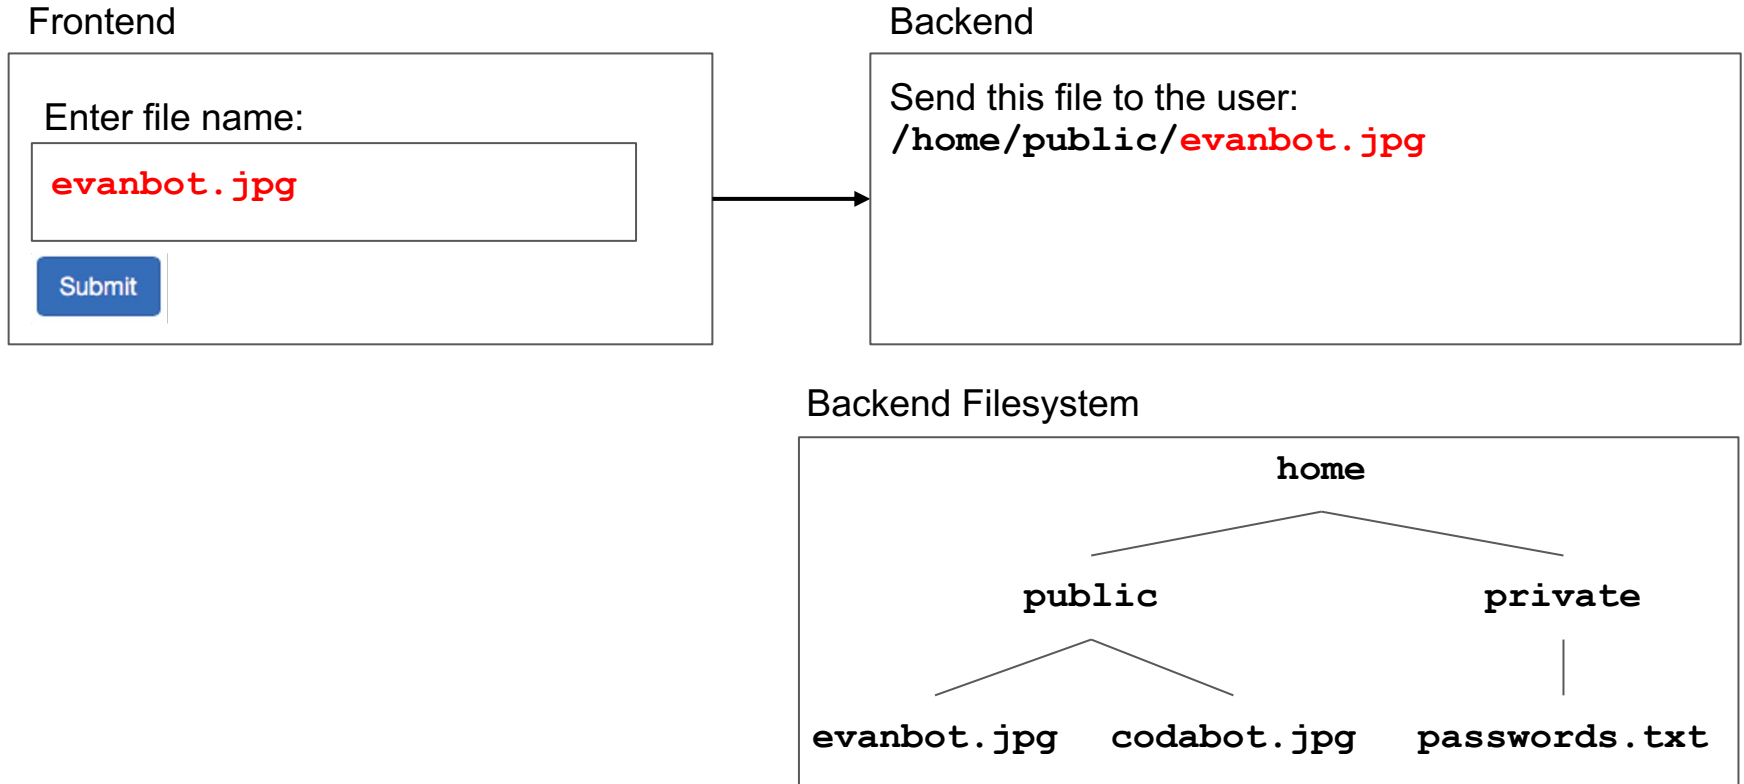 Frontend
Enter file name:
evanbot.jpg
Submit
Backend
Send this file to the user:
/home/public/evanbot.jpg
Backend Filesystem
home
public private
evanbot.jpg codabot.jpg passwords.txt